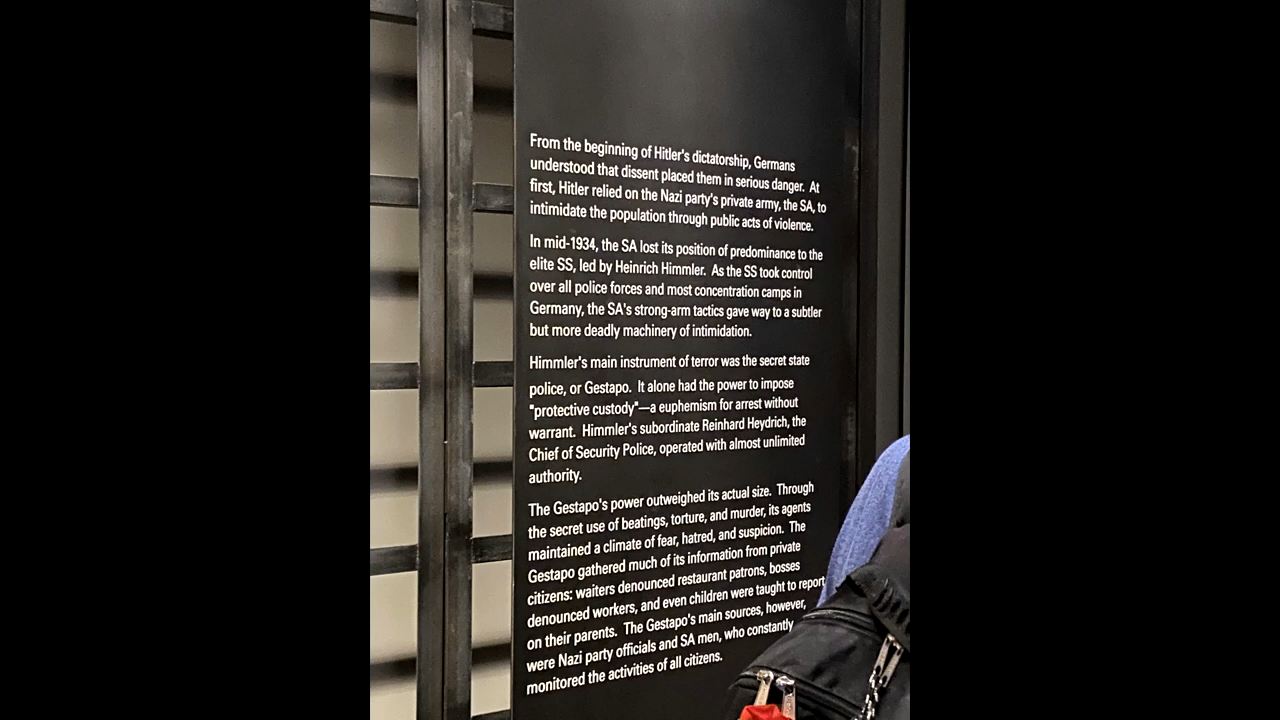 From the beginning of Hitler's dictatorship, Germans
understood that dissent placed them in serious danger. At
first, Hitler relied on the Nazi party's private army, the SA, to
intimidate the population through public acts of violence.
In mid-1934, the SA lost its position of predominance to the
elite SS, led by Heinrich Himmler. As the SS took control
over all police forces and most concentration camps in
Germany, the SA's strong-arm tactics gave way to a subtler
but more deadly machinery of intimidation.
Himmler's main instrument of terror was the secret state
police, or Gestapo. It alone had the power to impose
"protective custody"—a euphemism for arrest without
warrant. Himmler's subordinate Reinhard Heydrich, the
Chief of Security Police, operated with almost unlimited
authority.
The Gestapo's power outweighed its actual size. Through
the secret use of beatings, torture, and murder, its agents
maintained a climate of fear, hatred, and suspicion. The
Gestapo gathered much of its information from private
citizens: waiters denounced restaurant patrons, bosses
denounced workers, and even children were taught to report
on their parents. The Gestapo's main sources, however,
were Nazi party officials and SA men, who constantly
monitored the activities of all citizens.